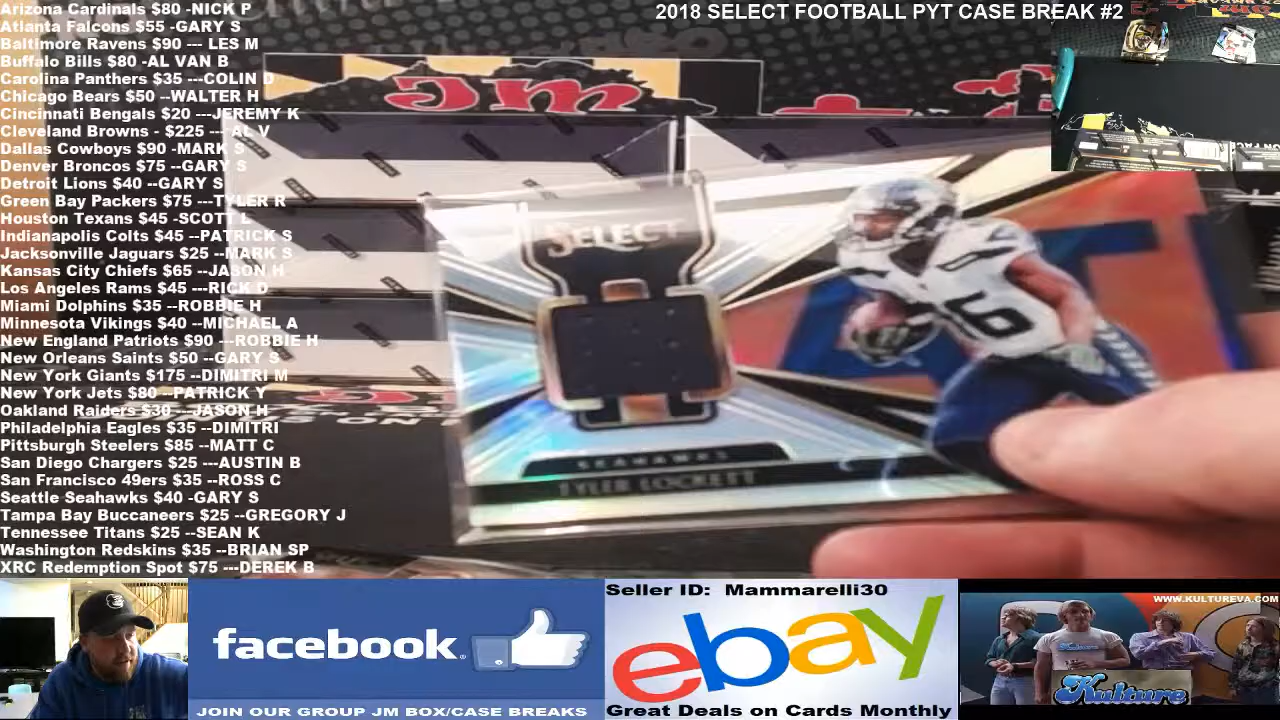 Arizona Cardinals $80 -NICK P
Atlanta Falcons $55 -GARY S
Baltimore Ravens $90 --- LES M
Buffalo Bills $80 -AL VAN B
Carolina Panthers $35 ---COLIN D
Chicago Bears $50 --WALTER H
Cincinnati Bengals $20 ---JEREMY K
Cleveland Browns - $225 ---AL V
Dallas Cowboys $90 -MARK S
Denver Broncos $75 --GARY S
Detroit Lions $40 --GARY S
Green Bay Packers $75 ---TYLER R
Houston Texans $45 -SCOTT L
Indianapolis Colts $45 --PATRICK S
Jacksonville Jaguars $25 --MARK S
Kansas City Chiefs $65 --JASON H
Los Angeles Rams $45 ---RICK D
Miami Dolphins $35 --ROBBIE H
Minnesota Vikings $40 --MICHAEL A
New England Patriots $90 ---ROBBIE H
New Orleans Saints $50 --GARY S
New York Giants $175 --DIMITRI M
New York Jets $80 --PATRICK Y
Oakland Raiders $30 ---JASON H
Philadelphia Eagles $35 --DIMITRI
Pittsburgh Steelers $85 --MATT C
San Diego Chargers $25 ---AUSTIN B
San Francisco 49ers $35 --ROSS C
Seattle Seahawks $40 -GARY S
Tampa Bay Buccaneers $25 --GREGORY J
Tennessee Titans $25 --SEAN K
Washington Redskins $35 --BRIAN SP
XRC Redemption Spot $75 ---DEREK B
2018 SELECT FOOTBALL PYT CASE BREAK #2
SELECT
16
SEAHAWKS
TYLER LOCKETT
facebook
JOIN OUR GROUP JM BOX/CASE BREAKS
Seller ID: Mammarelli30
ebay
Great Deals on Cards Monthly
WWW.KULTUREVA.COM
Kulture